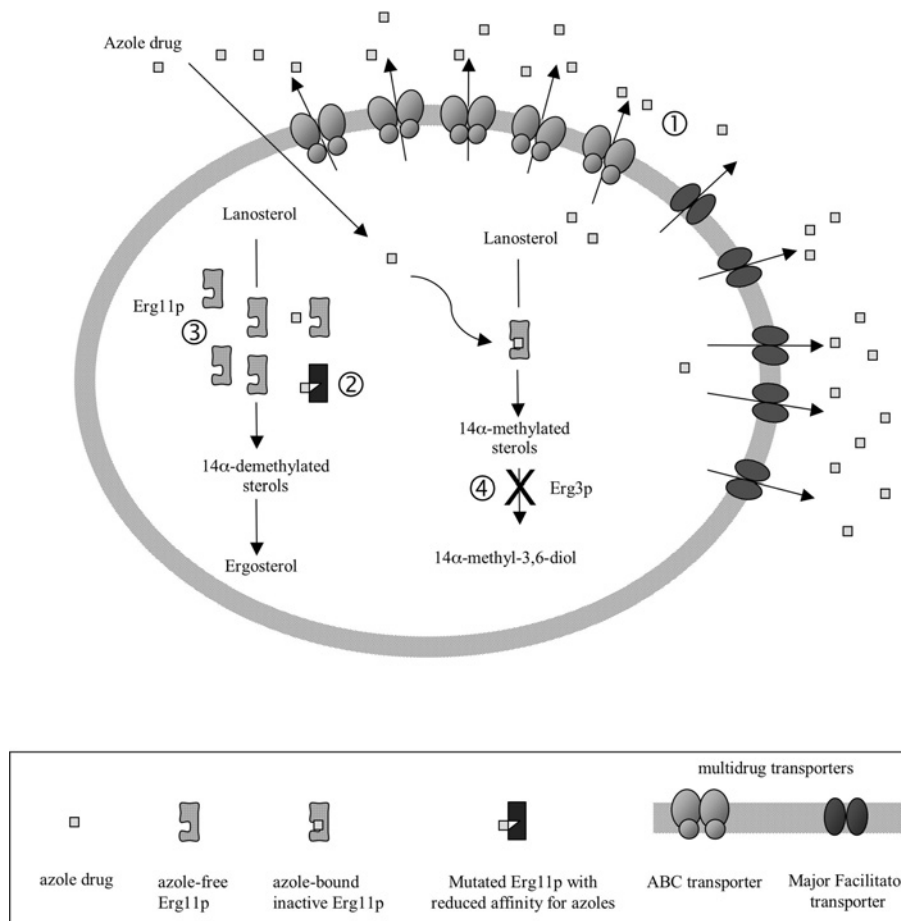 Azole drug
①
Lanosterol
Lanosterol
Erg11p
③
②
14α-demethylated
sterols
14α-methylated
sterols
④
X
Erg3p
Ergosterol
14α-methyl-3,6-diol
multidrug transporters
azole drug
azole-free
Erg11p
azole-bound
inactive Erg11p
Mutated Erg11p with
reduced affinity for azoles
ABC transporter
Major Facilitato
transporter